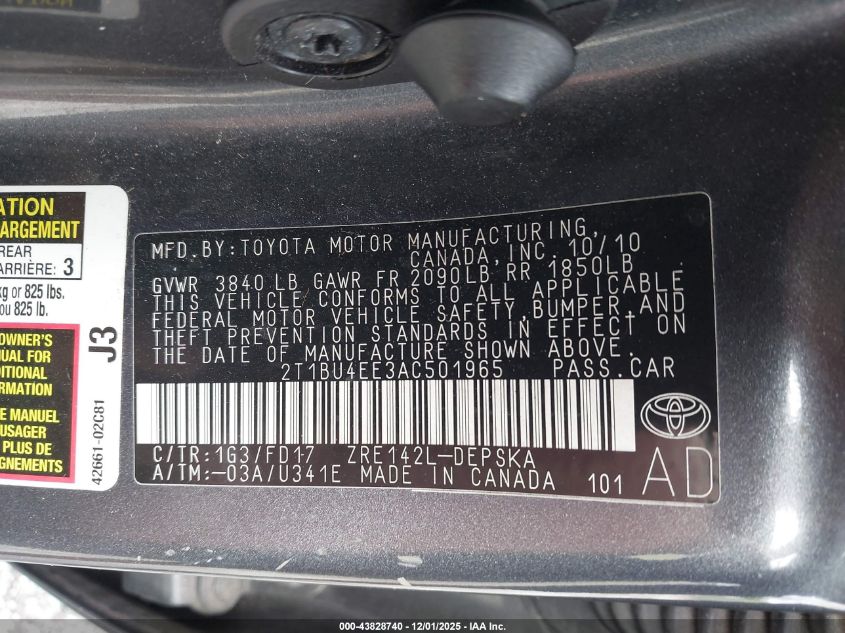 ATION
ARGEMENT
REAR
ARRIÈRE: 3
kg or 825 lbs.
ou 825 lb.
OWNER'S
UAL FOR
DITIONAL
RMATION
E MANUEL
USAGER
PLUS DE
J3
42661-02C81
MFD.BY:TOYOTA MOTOR MANUFACTURING,
CANADA,INC. 10/10
GVWR 3840 LB GAWR FR 2090LB RR 1850LB
THIS VEHICLE CONFORMS TO ALL APPLICABLE
FEDERAL MOTOR VEHICLE SAFETY,BUMPER,AND
THEFT PREVENTION STANDARDS IN EFFECT ON
THE DATE OF MANUFACTURE SHOWN ABOVE.
2T1BU4EE3AC501965 PASS.CAR
C/TR:1G3/FD17 ZRE142L-DEPSKA
A/TM:-03A/U341E MADE IN CANADA 101
AD
000-43828740 - 12/01/2025 - IAA Inc.